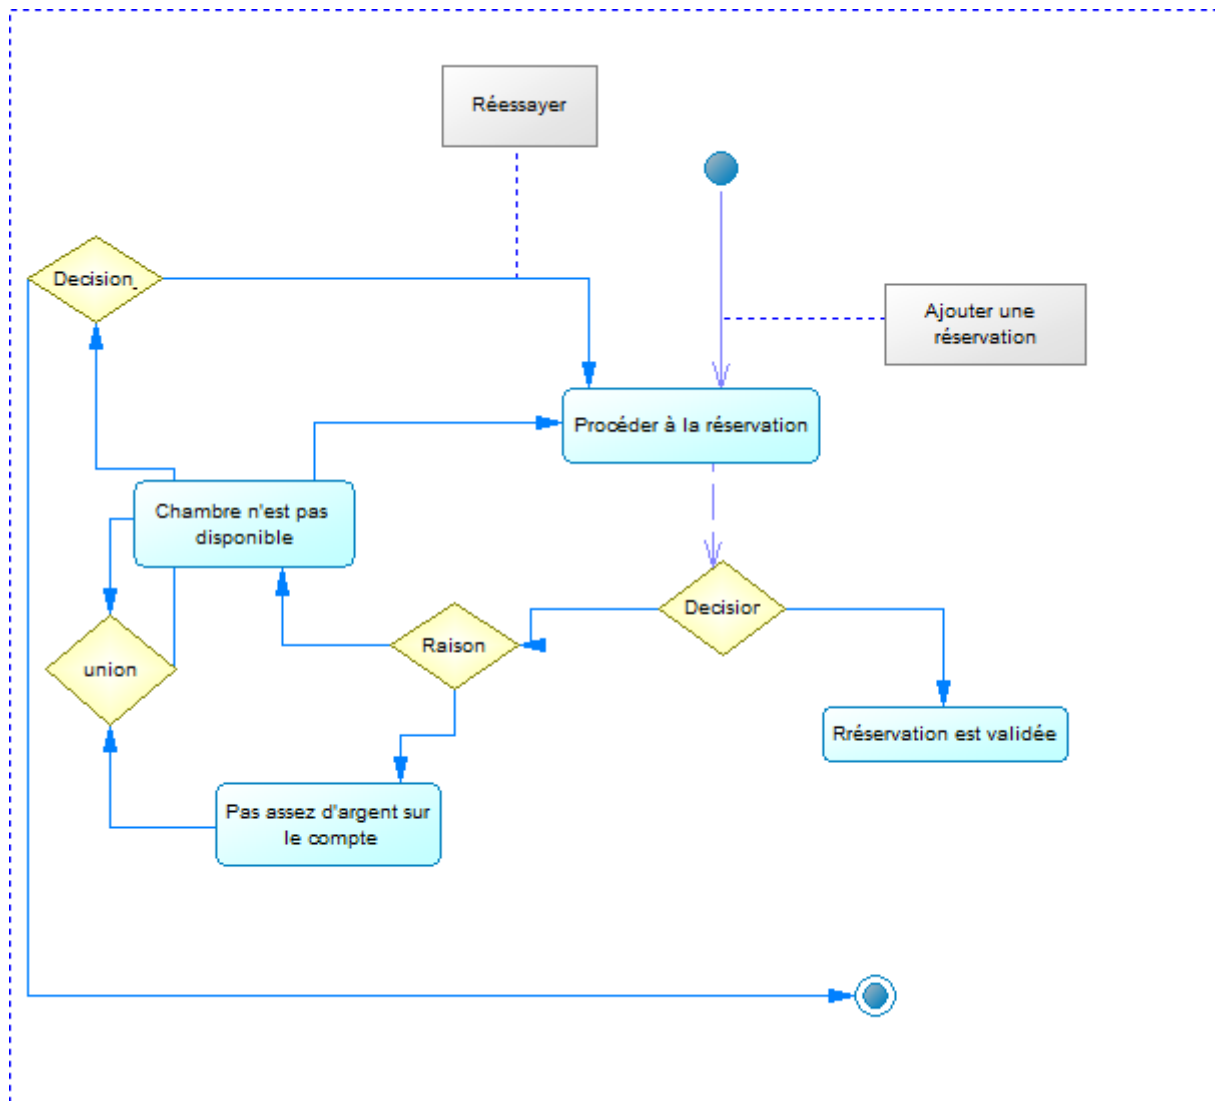 Réessayer
Decision_
Ajouter une
réservation
Procéder à la réservation
Chambre n'est pas
disponible
Decisior
Raison
union
Rréservation est validée
Pas assez d'argent sur
le compte